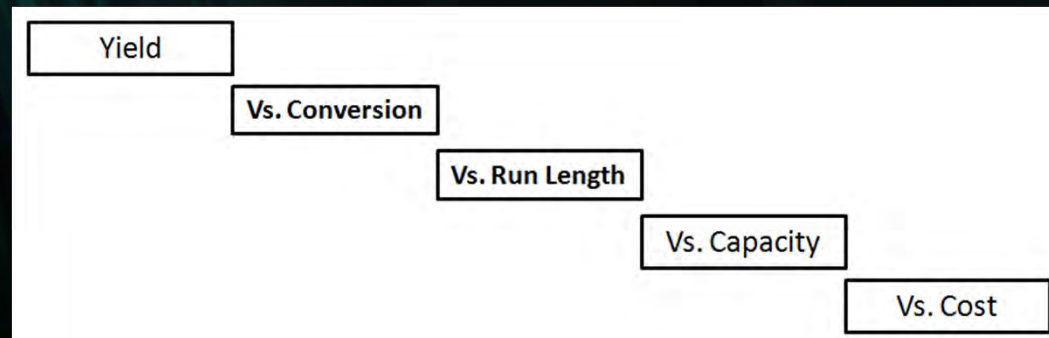 Yield
Vs. Conversion
Vs. Run Length
Vs. Capacity
Vs. Cost